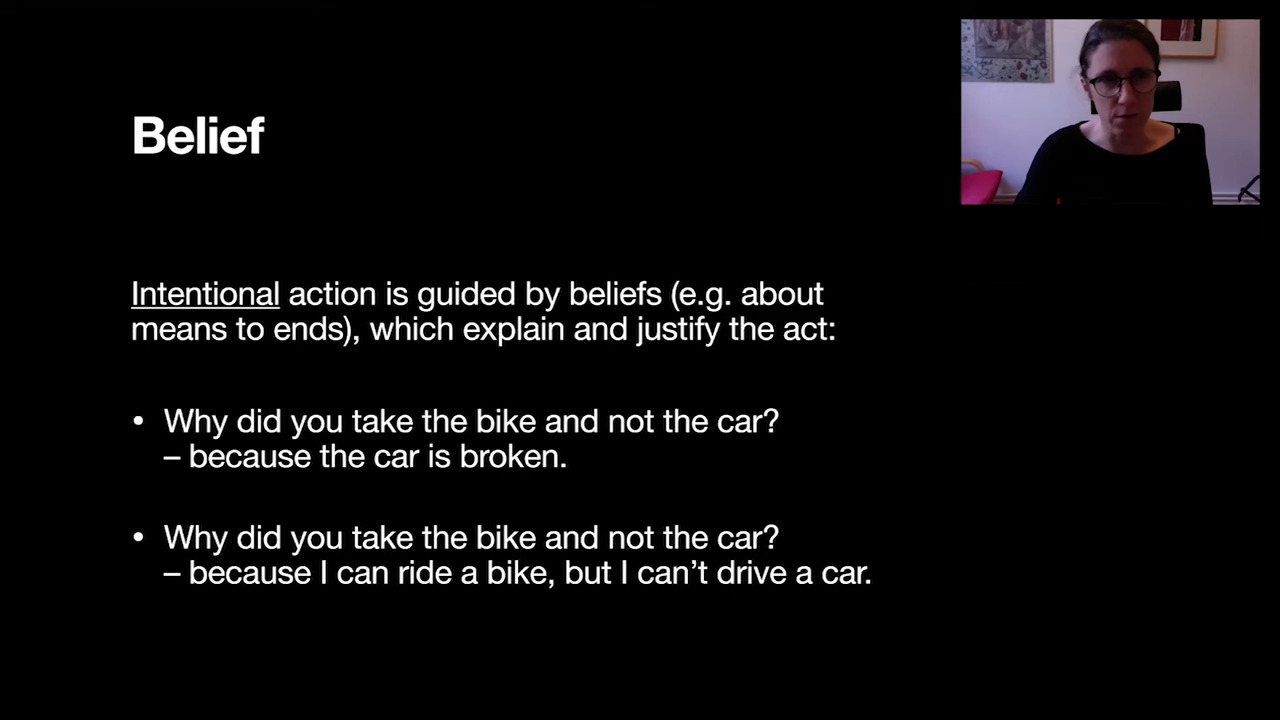 Belief
Intentional action is guided by beliefs (e.g. about
means to ends), which explain and justify the act:
• Why did you take the bike and not the car?
– because the car is broken.
• Why did you take the bike and not the car?
– because I can ride a bike, but I can’t drive a car.